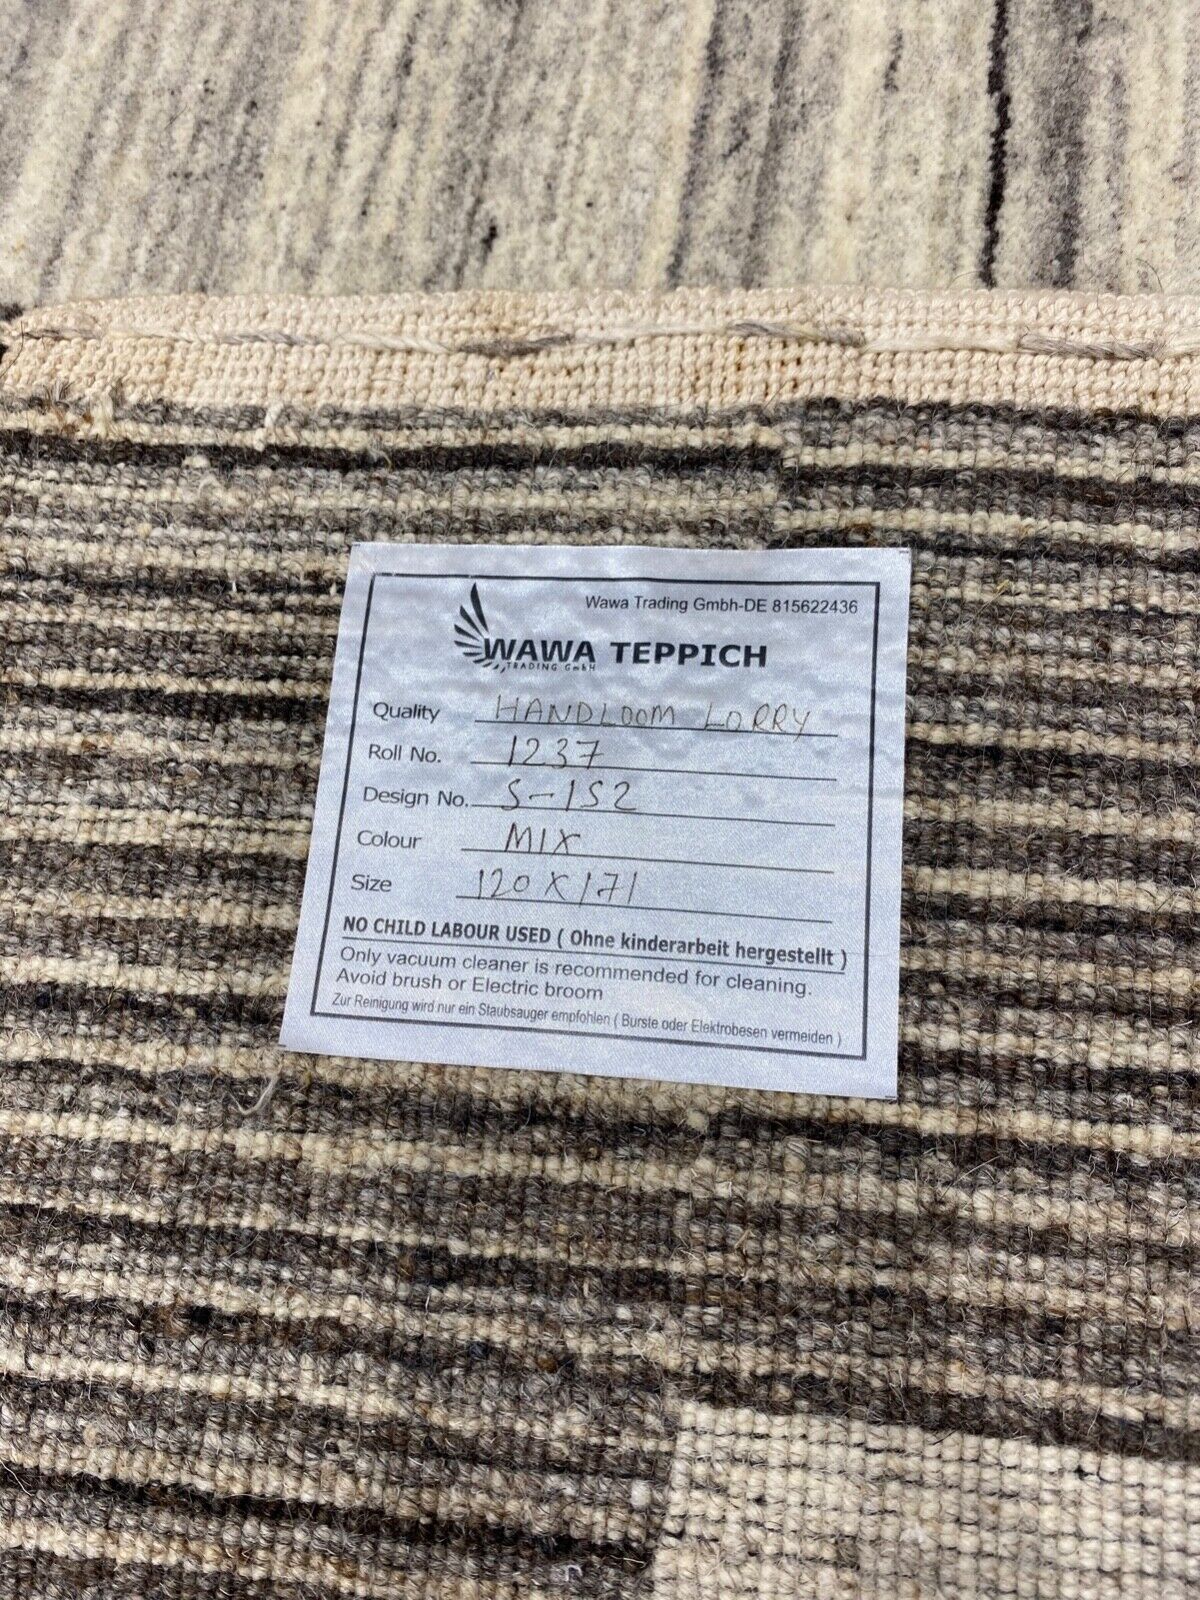 Wawa Trading Gmbh-DE 815622436
WAWA TEPPICH
TRADING GmbH
Quality HANDLOOM LORRY
Roll No. 1237
Design No. S-152
Colour MIX
Size 120 X 171
NO CHILD LABOUR USED ( Ohne kinderarbeit hergestellt )
Only vacuum cleaner is recommended for cleaning.
Avoid brush or Electric broom
Zur Reinigung wird nur ein Staubsauger empfohlen ( Burste oder Elektrobesen vermeiden )